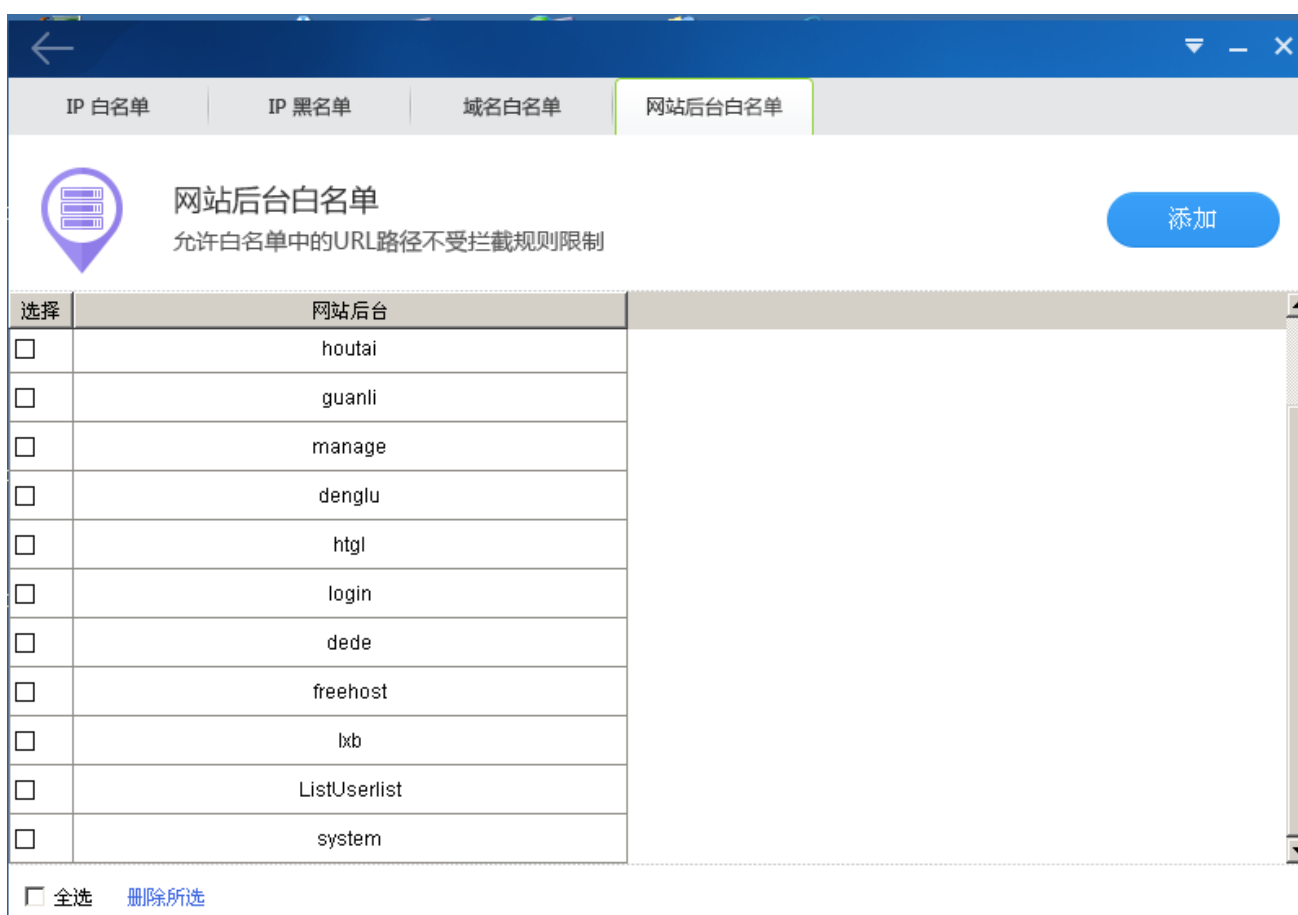 IP 白名单 IP 黑名单 域名白名单 网站后台白名单
网站后台白名单
允许白名单中的URL路径不受拦截规则限制
添加
选择 网站后台
houtai
guanli
manage
denglu
htgl
login
dede
freehost
lxb
ListUserlist
system
全选 删除所选